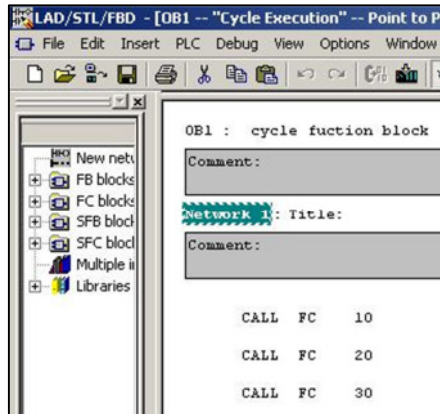 LAD/STL/FBD - [OB1 -- "Cycle Execution" -- Point to P
File Edit Insert PLC Debug View Options Window
OB1 : cycle fuction block
Comment:
Network 1: Title:
Comment:
New netw
FB blocks
FC blocks
SFB block
SFC block
Multiple in
Libraries
CALL FC 10
CALL FC 20
CALL FC 30